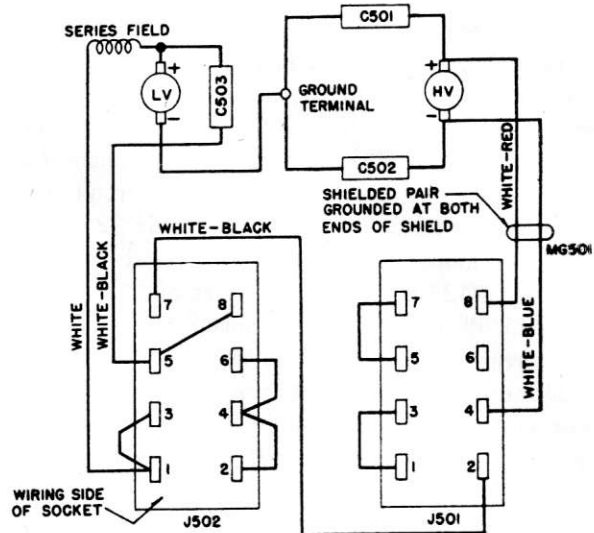 SERIES FIELD
C501
+
LV
−
C503
GROUND
TERMINAL
+
HV
−
C502
WHITE-RED
SHIELDED PAIR
GROUNDED AT BOTH
ENDS OF SHIELD
MG501
WHITE-BLACK
WHITE
WHITE-BLACK
WHITE-BLUE
7 8
5 6
3 4
1 2
7 8
5 6
3 4
1 2
WIRING SIDE
OF SOCKET
J502
J501